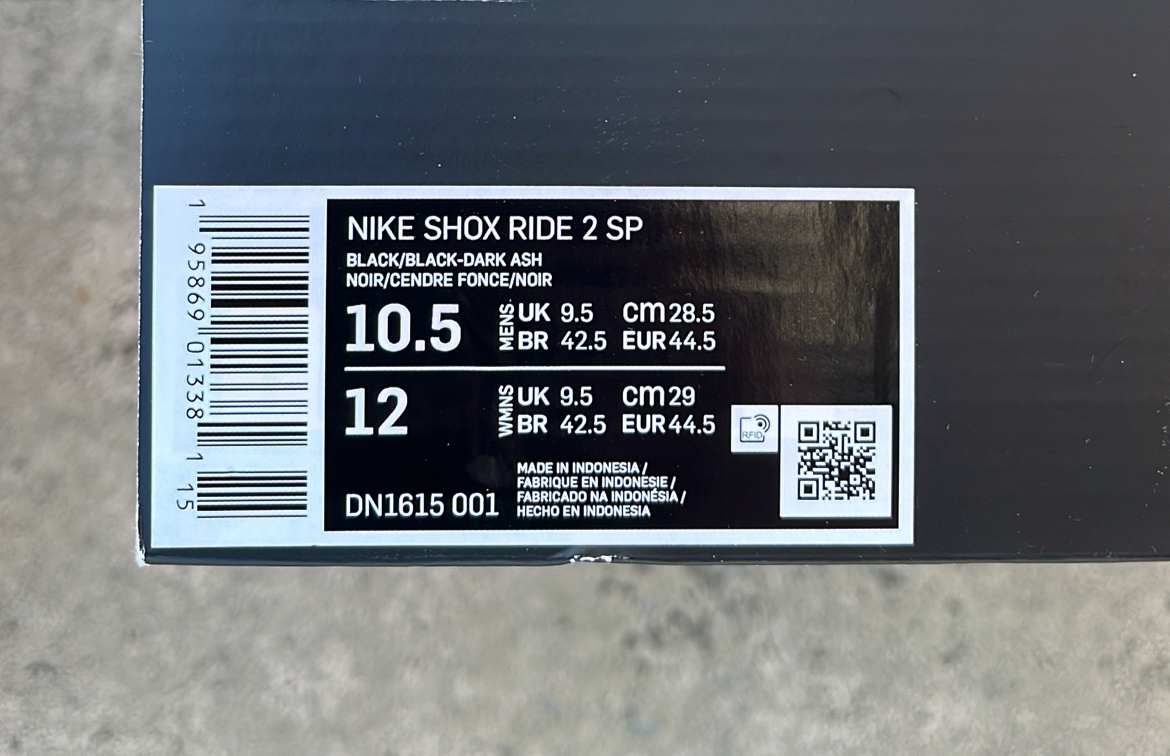 1 95869 01338 1 15
NIKE SHOX RIDE 2 SP
BLACK/BLACK-DARK ASH
NOIR/CENDRE FONCE/NOIR
10.5 MENS UK 9.5 cm 28.5
BR 42.5 EUR 44.5
12 WMNS UK 9.5 cm 29
BR 42.5 EUR 44.5
RFID
MADE IN INDONESIA /
FABRIQUE EN INDONESIE /
FABRICADO NA INDONÉSIA /
HECHO EN INDONESIA
DN1615 001